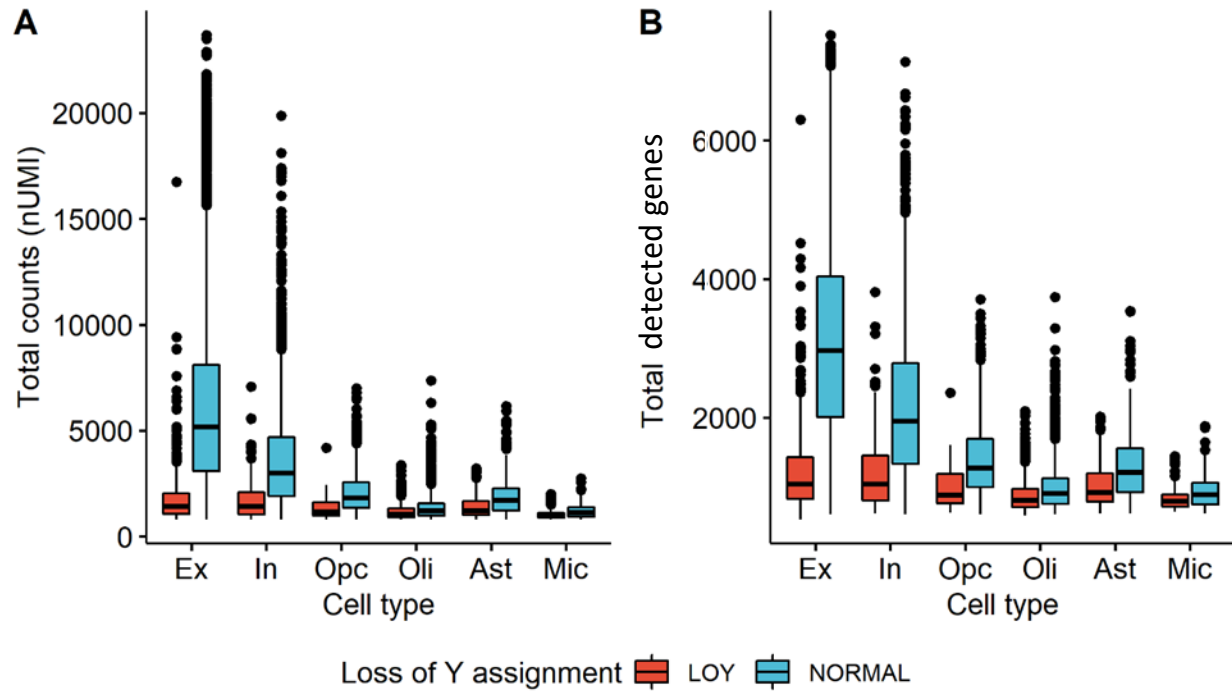 A
Total counts (nUMI)
20000
15000
10000
5000
0
Ex In Opc Oli Ast Mic
Cell type
B
Total detected genes
6000
4000
2000
Ex In Opc Oli Ast Mic
Cell type
Loss of Y assignment LOY NORMAL